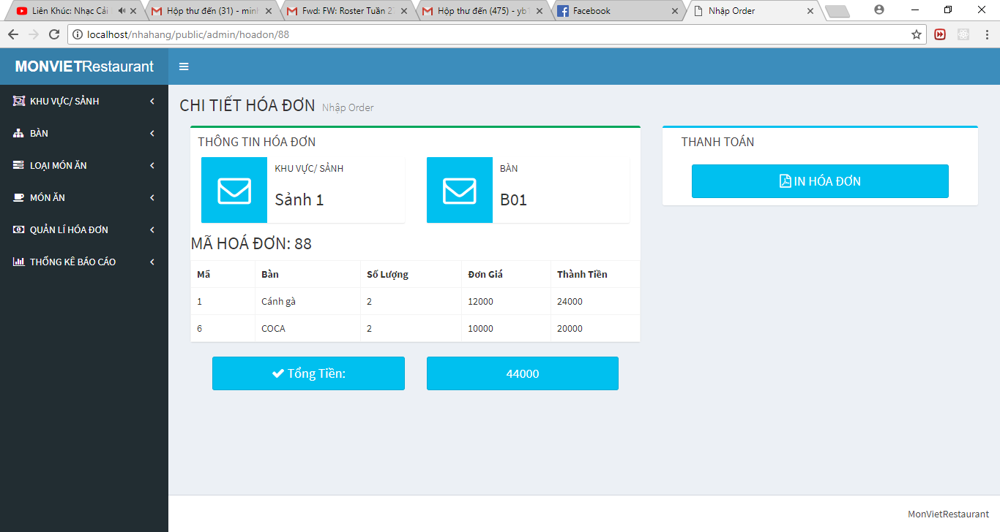 Liên Khúc: Nhạc Cải
Hộp thư đến (31) - minh
Fwd: FW: Roster Tuần 2
Hộp thư đến (475) - yb1
Facebook
Nhập Order
localhost/nhahang/public/admin/hoadon/88
MONVIETRestaurant
KHU VỰC/ SẢNH
BÀN
LOẠI MÓN ĂN
MÓN ĂN
QUẢN LÍ HÓA ĐƠN
THỐNG KÊ BÁO CÁO
CHI TIẾT HÓA ĐƠN Nhập Order
THÔNG TIN HÓA ĐƠN
KHU VỰC/ SẢNH
Sảnh 1
BÀN
B01
MÃ HOÁ ĐƠN: 88
Mã Bàn Số Lượng Đơn Giá Thành Tiền
1 Cánh gà 2 12000 24000
6 COCA 2 10000 20000
Tổng Tiền: 44000
THANH TOÁN
IN HÓA ĐƠN
MonVietRestaurant